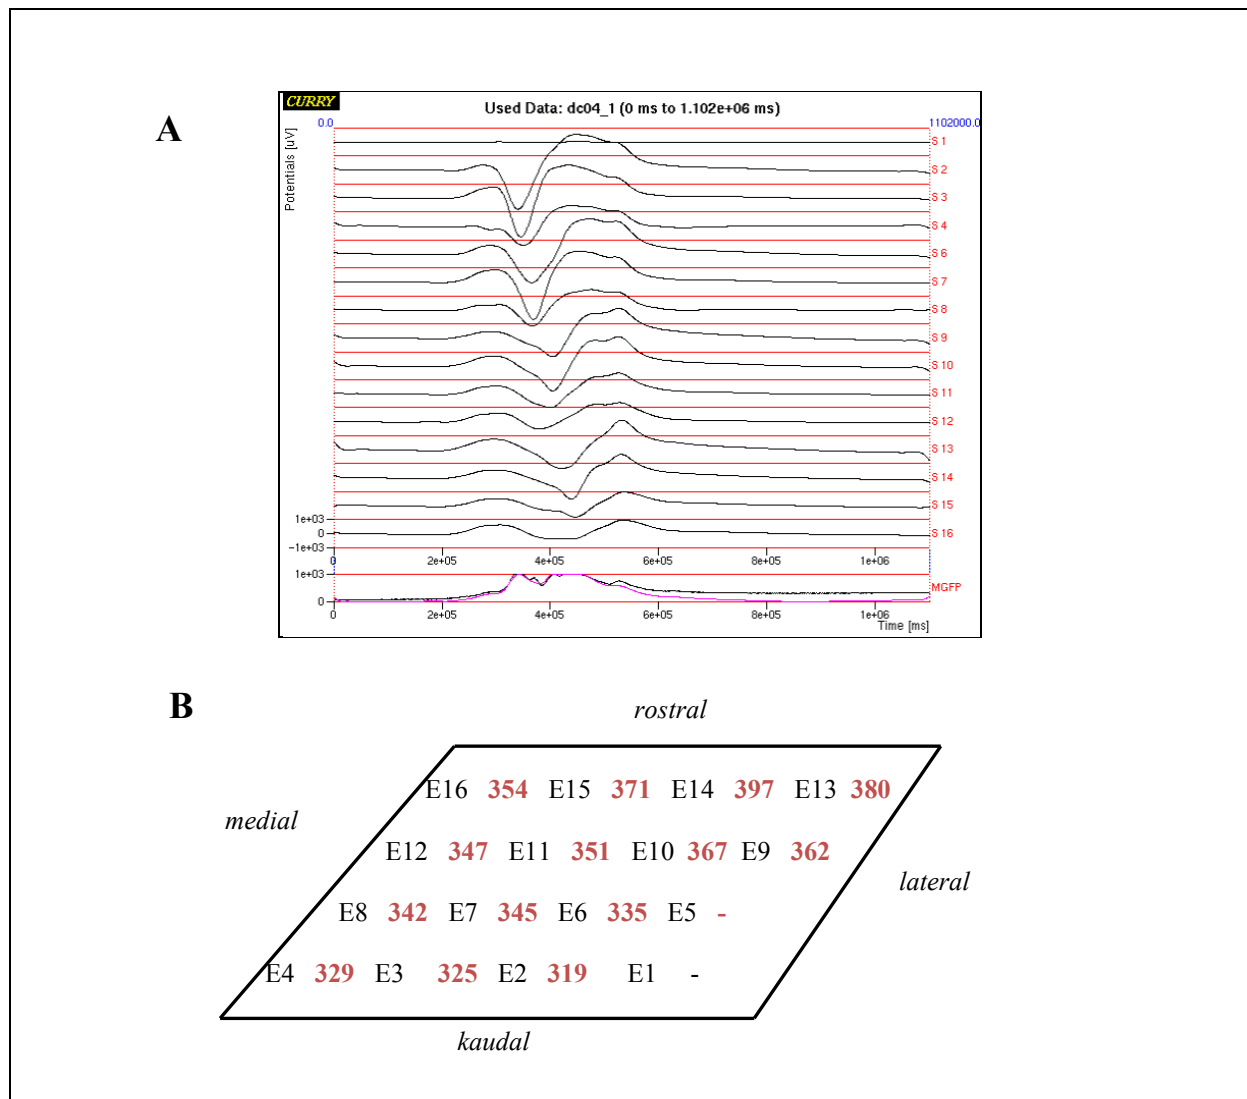 A
CURRY
Used Data: dc04_1 (0 ms to 1.102e+06 ms)
0.0
1102000.0
Potentials [uV]
S 1
S 2
S 3
S 4
S 6
S 7
S 8
S 9
S 10
S 11
S 12
S 13
S 14
S 15
1e+03
0
S 16
-1e+03
0 2e+05 4e+05 6e+05 8e+05 1e+06
1e+03
MGFP
0
0 2e+05 4e+05 6e+05 8e+05 1e+06
Time [ms]
B
rostral
E16 354 E15 371 E14 397 E13 380
medial
E12 347 E11 351 E10 367 E9 362
lateral
E8 342 E7 345 E6 335 E5 -
E4 329 E3 325 E2 319 E1 -
kaudal